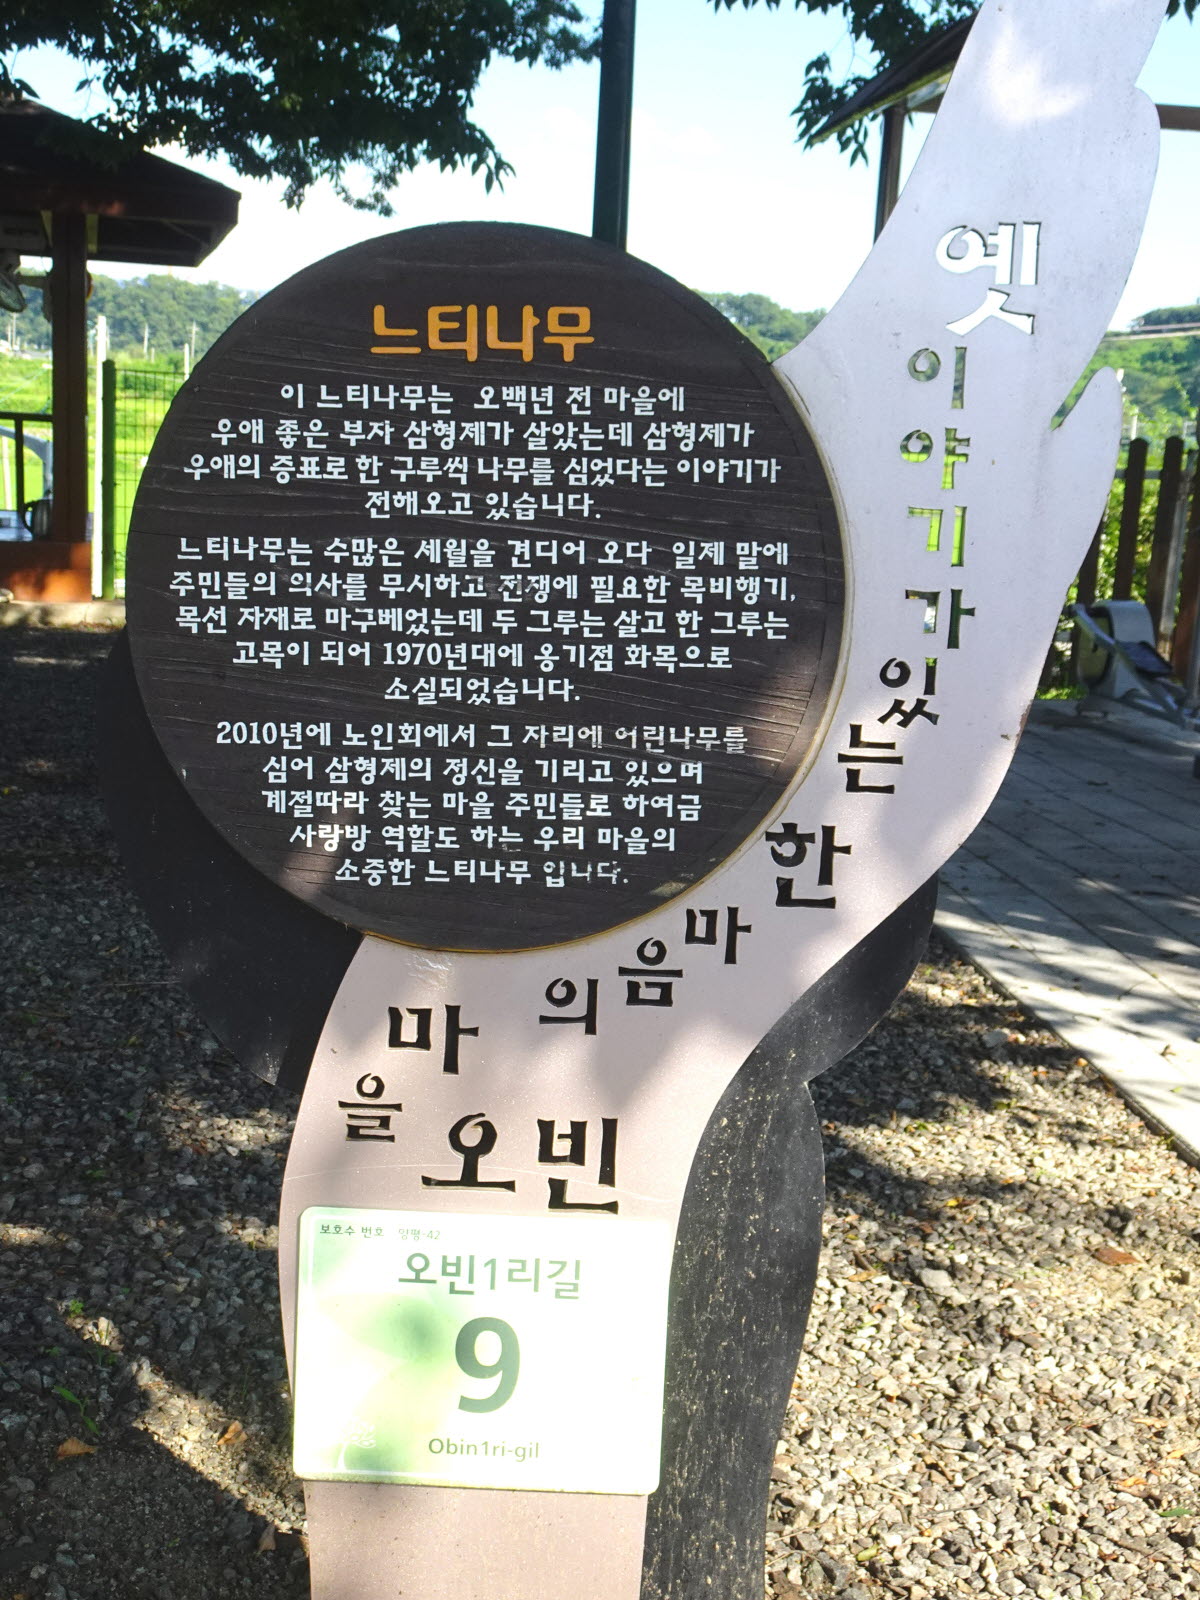 느티나무
이 느티나무는 오백년 전 마을에
우애 좋은 부자 삼형제가 살았는데 삼형제가
우애의 증표로 한 구루씩 나무를 심었다는 이야기가
전해오고 있습니다.
느티나무는 수많은 세월을 견디어 오다 일제 말에
주민들의 의사를 무시하고 전쟁에 필요한 목비행기,
목선 자재로 마구베었는데 두 그루는 살고 한 그루는
고목이 되어 1970년대에 옹기점 화목으로
소실되었습니다.
2010년에 노인회에서 그 자리에 어린나무를
심어 삼형제의 정신을 기리고 있으며
계절따라 찾는 마을 주민들로 하여금
사랑방 역할도 하는 우리 마을의
소중한 느티나무 입니다.
옛이야기가있는
한마음의
마을
오빈
보호수 번호 양평-42
오빈1리길
9
Obin1ri-gil